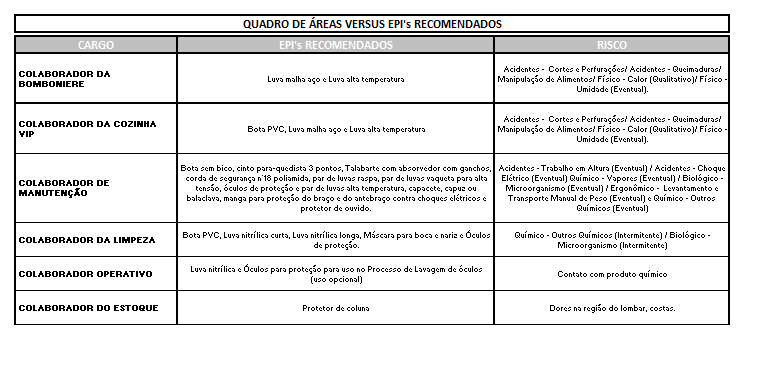 QUADRO DE ÁREAS VERSUS EPI's RECOMENDADOS
CARGO
EPI's RECOMENDADOS
RISCO
COLABORADOR DA
BOMBONIERE
Luva malha aço e Luva alta temperatura
Acidentes - Cortes e Perfurações/ Acidentes - Queimaduras/
Manipulação de Alimentos/ Físico - Calor (Qualitativo)/ Físico -
Umidade (Eventual).
COLABORADOR DA COZINHA
VIP
Bota PVC, Luva malha aço e Luva alta temperatura
Acidentes - Cortes e Perfurações/ Acidentes - Queimaduras/
Manipulação de Alimentos/ Físico - Calor (Qualitativo)/ Físico -
Umidade (Eventual).
COLABORADOR DE
MANUTENÇÃO
Bota sem bico, cinto para-quedista 3 pontos, Talabarte com absorvedor com ganchos,
corda de segurança n°18 poliamida, par de luvas raspa, par de luvas vaqueta para alta
tensão, óculos de proteção e par de luvas alta temperatura, capacete, capuz ou
balaclava, manga para proteção do braço e do antebraço contra choques elétricos e
protetor de ouvido.
Acidentes - Trabalho em Altura (Eventual) / Acidentes - Choque
Elétrico (Eventual) Químico - Vapores (Eventual) / Biológico -
Microorganismo (Eventual) / Ergonômico - Levantamento e
Transporte Manual de Peso (Eventual) e Químico - Outros
Químicos (Eventual)
COLABORADOR DA LIMPEZA
Bota PVC, Luva nitrílica curta, Luva nitrílica longa, Máscara para boca e nariz e Óculos
de proteção.
Químico - Outros Químicos (Intermitente) / Biológico -
Microorganismo (Intermitente)
COLABORADOR OPERATIVO
Luva nitrílica e Óculos para proteção para uso no Processo de Lavagem de óculos
(uso opcional)
Contato com produto químico
COLABORADOR DO ESTOQUE
Protetor de coluna
Dores na região do lombar, costas.